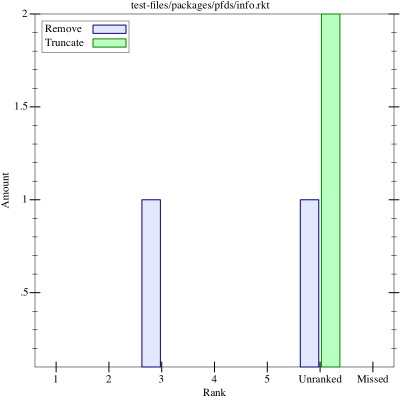 test-files/packages/pfds/info.rkt
Remove
Truncate
2
1.5
1
.5
Amount
1 2 3 4 5 Unranked Missed
Rank